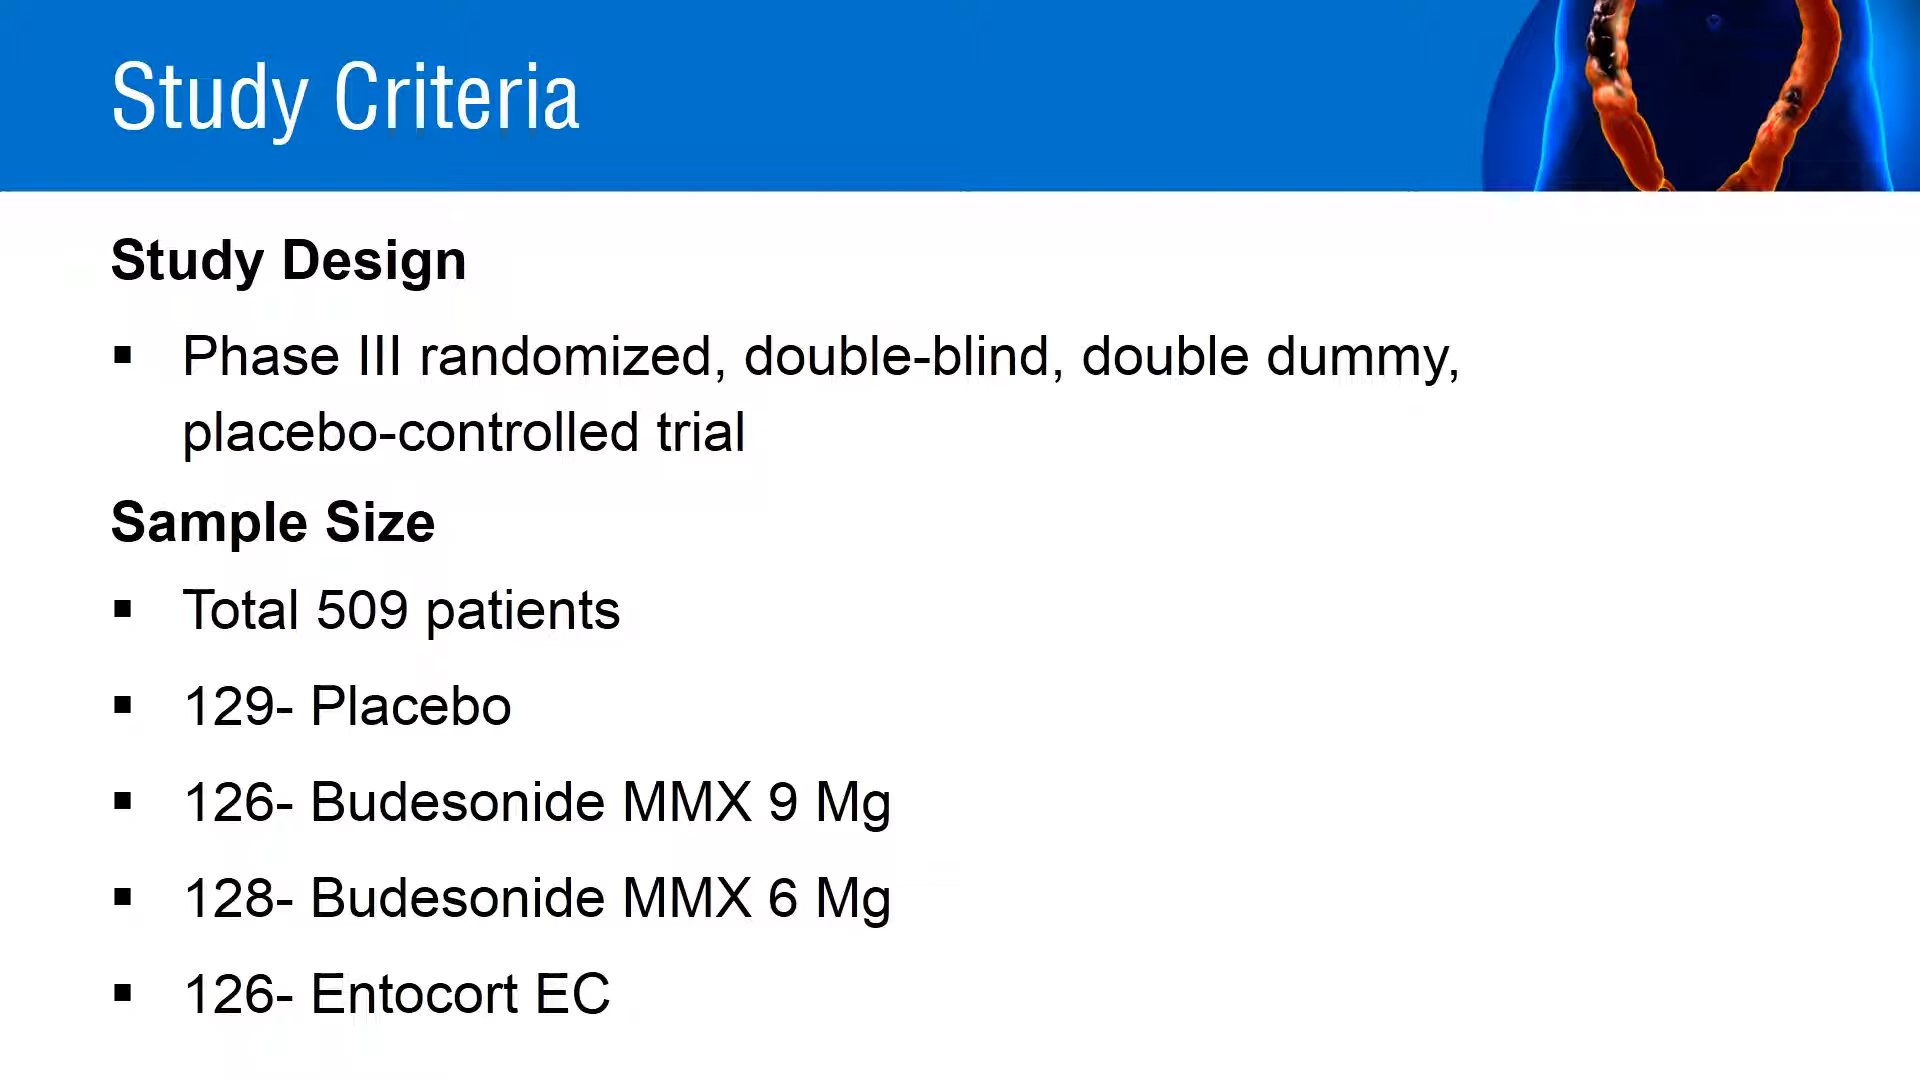 Study Criteria
Study Design
▪ Phase III randomized, double-blind, double dummy,
placebo-controlled trial
Sample Size
▪ Total 509 patients
▪ 129- Placebo
▪ 126- Budesonide MMX 9 Mg
▪ 128- Budesonide MMX 6 Mg
▪ 126- Entocort EC